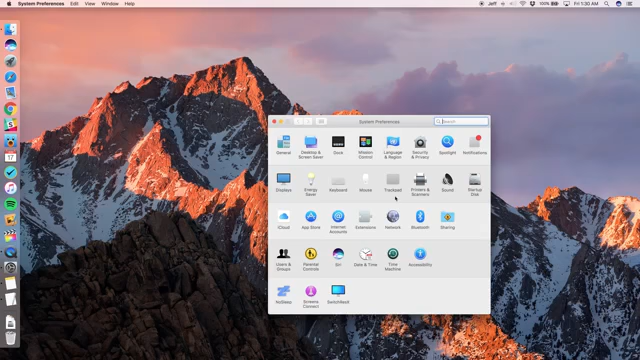 System Preferences Edit View Window Help
Jeff 100% Fri 1:30 AM
System Preferences
Search
General
Desktop &
Screen Saver
Dock
Mission
Control
Language
& Region
Security
& Privacy
Spotlight
Notifications
Displays
Energy
Saver
Keyboard
Mouse
Trackpad
Printers &
Scanners
Sound
Startup
Disk
iCloud
App Store
Internet
Accounts
Extensions
Network
Bluetooth
Sharing
Users &
Groups
Parental
Controls
Siri
Date & Time
Time
Machine
Accessibility
NoSleep
Screens
Connect
SwitchResX
17